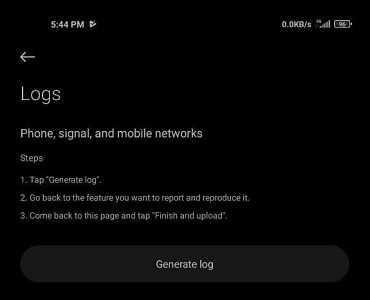 5:44 PM
0.0KB/s
96
Logs
Phone, signal, and mobile networks
Steps
1. Tap "Generate log".
2. Go back to the feature you want to report and reproduce it.
3. Come back to this page and tap "Finish and upload".
Generate log